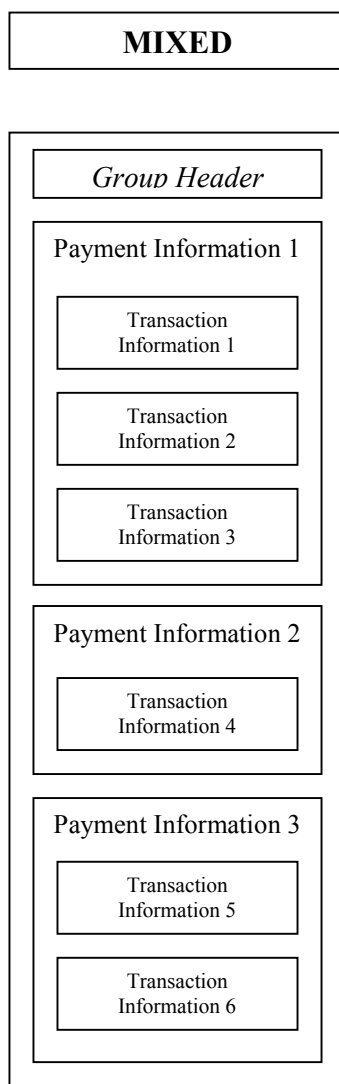 MIXED
Group Header
Payment Information 1
Transaction
Information 1
Transaction
Information 2
Transaction
Information 3
Payment Information 2
Transaction
Information 4
Payment Information 3
Transaction
Information 5
Transaction
Information 6